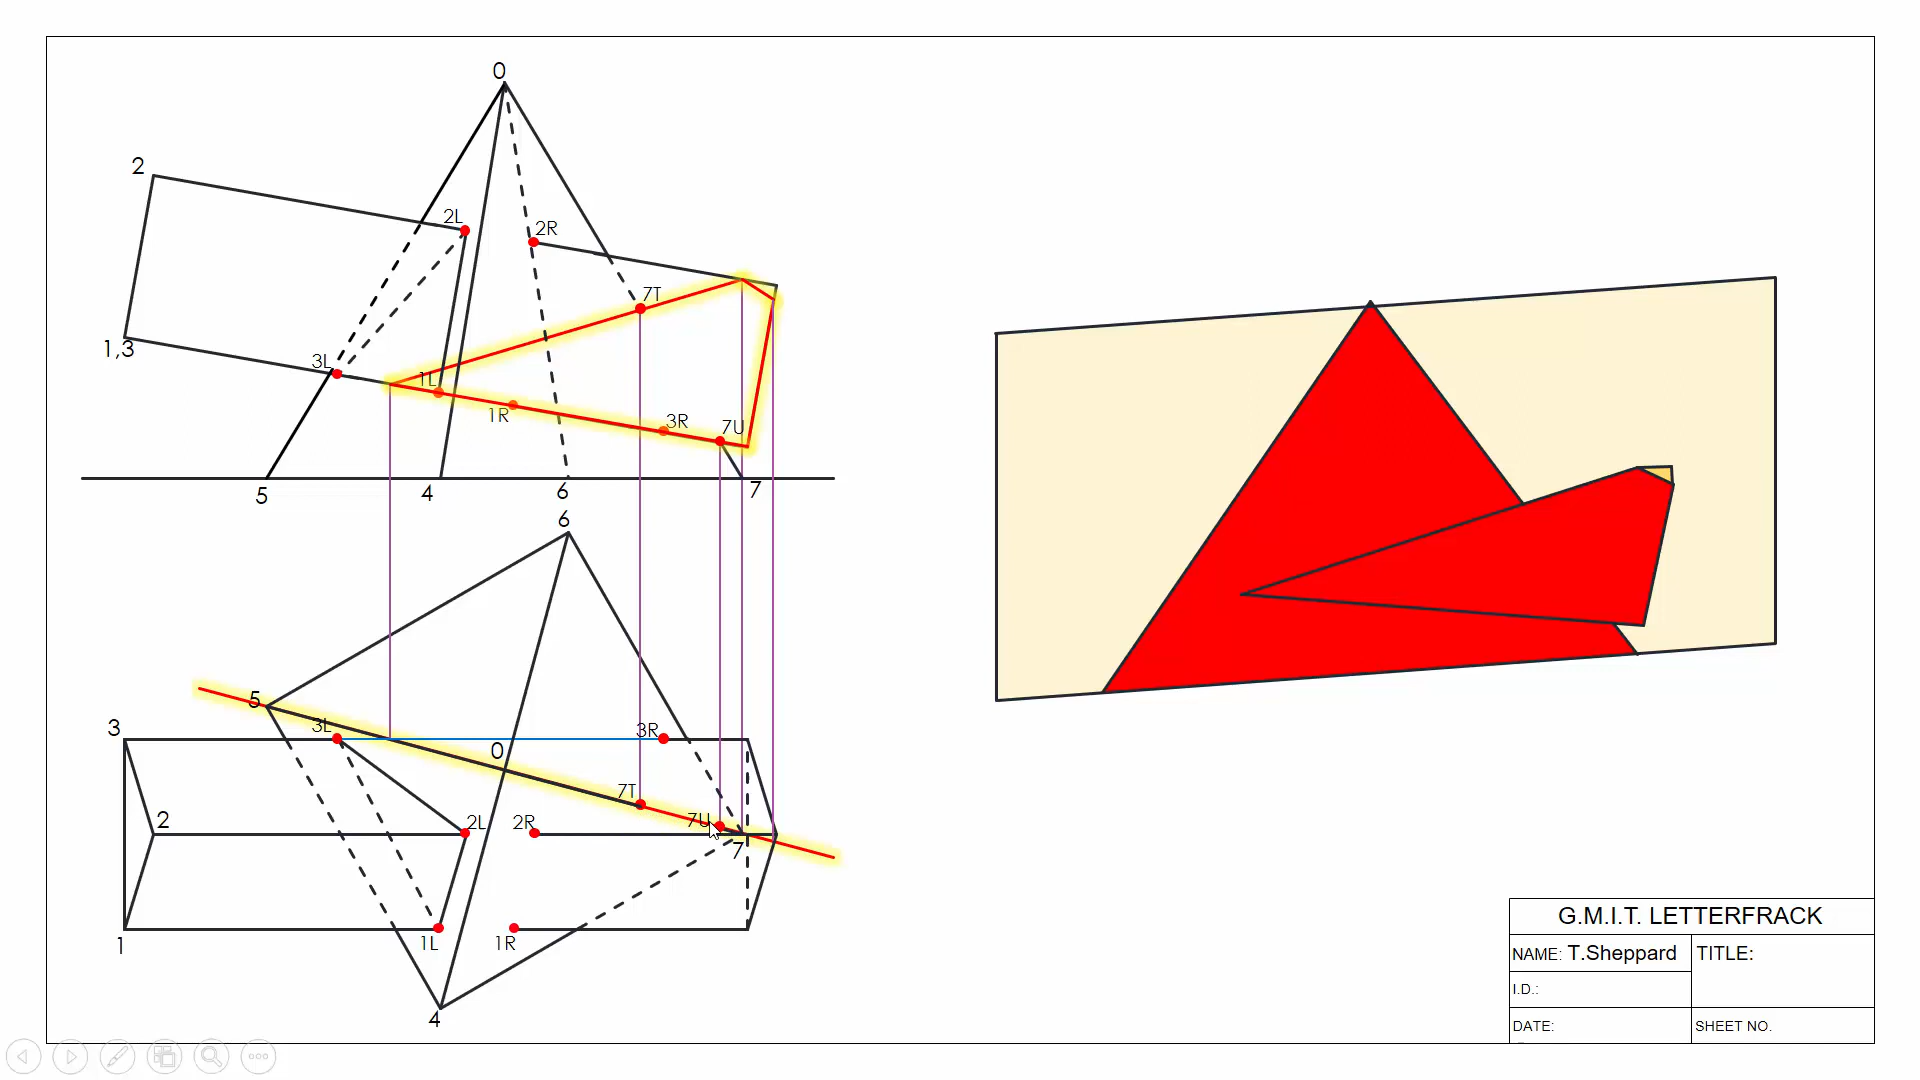 0
2
2L
2R
7T
1,3
3L
1L
1R
3R
7U
5
4
6
7
6
5
3
3L
3R
0
7T
2
2L
2R
7U
7
1
1L
1R
4
G.M.I.T. LETTERFRACK
NAME: T.Sheppard
TITLE:
I.D.:
DATE:
SHEET NO.